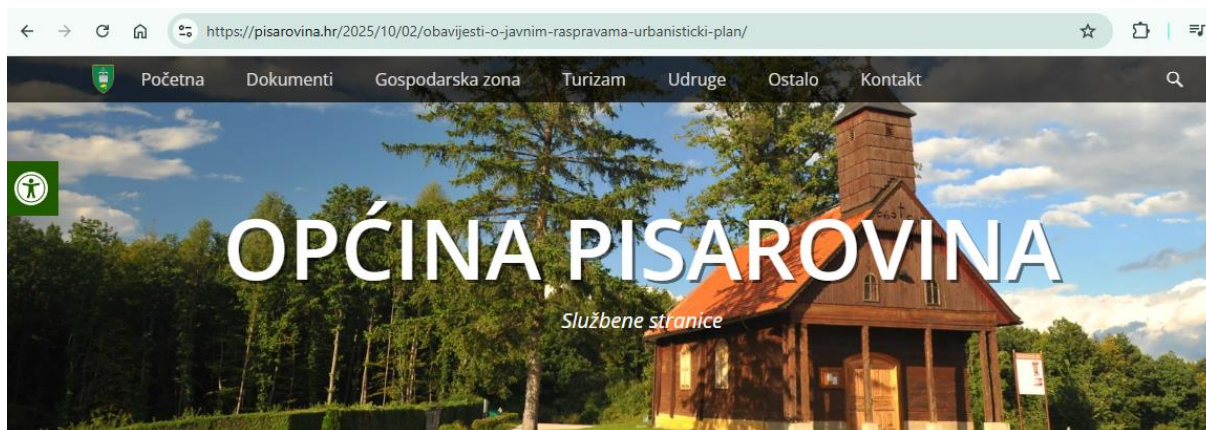 https://pisarovina.hr/2025/10/02/obavijesti-o-javnim-raspravama-urbanisticki-plan/
Početna Dokumenti Gospodarska zona Turizam Udruge Ostalo Kontakt
OPĆINA PISAROVINA
Službene stranice